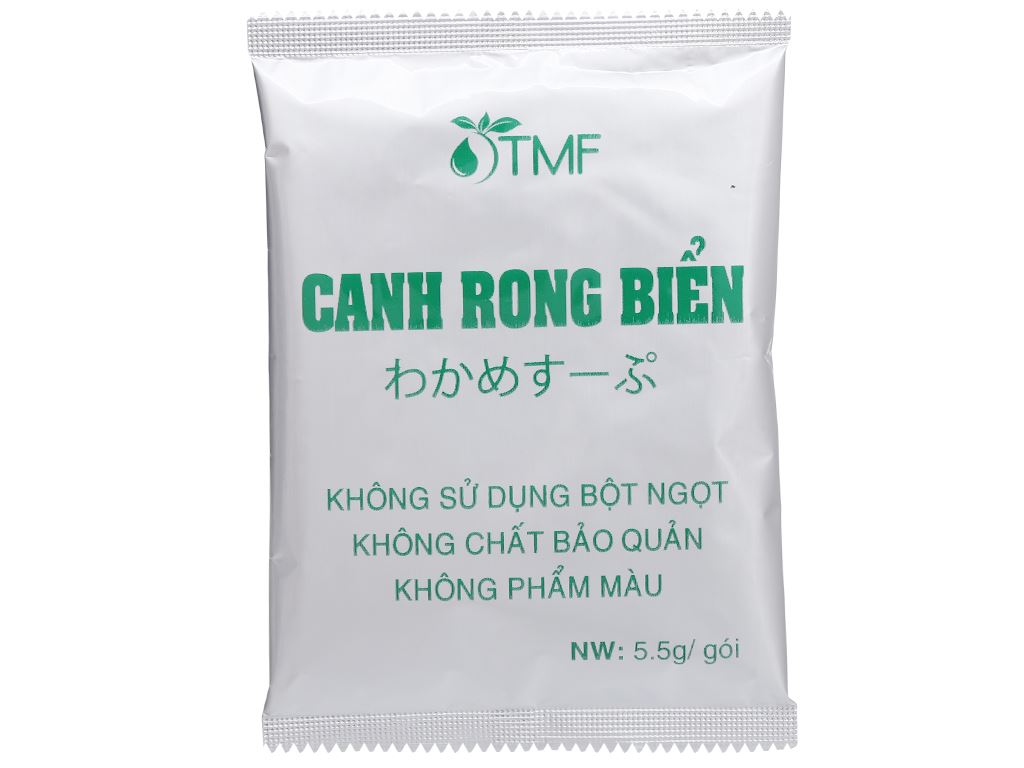 TMF
CANH RONG BIỂN
わかめすーぷ
KHÔNG SỬ DỤNG BỘT NGỌT
KHÔNG CHẤT BẢO QUẢN
KHÔNG PHẨM MÀU
NW: 5.5g/ gói